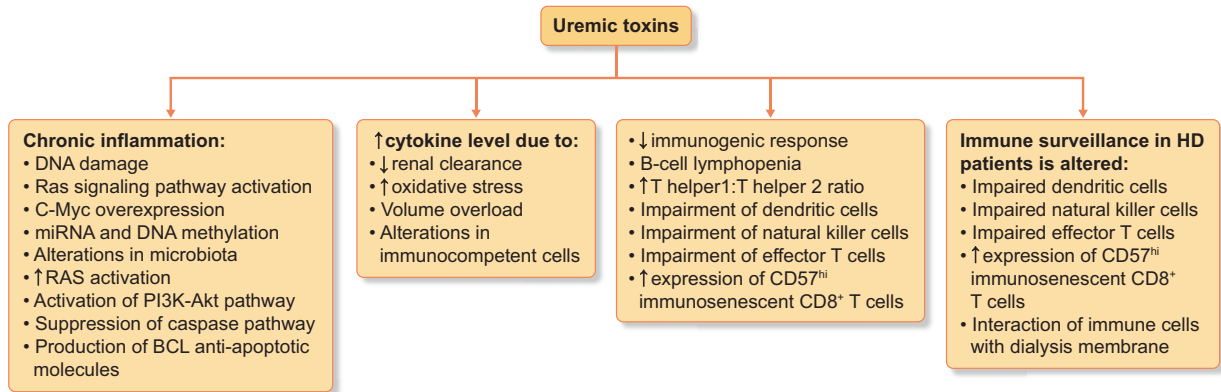 Uremic toxins
Chronic inflammation:
• DNA damage
• Ras signaling pathway activation
• C-Myc overexpression
• miRNA and DNA methylation
• Alterations in microbiota
• ↑RAS activation
• Activation of PI3K-Akt pathway
• Suppression of caspase pathway
• Production of BCL anti-apoptotic
molecules
↑cytokine level due to:
• ↓renal clearance
• ↑oxidative stress
• Volume overload
• Alterations in
immunocompetent cells
• ↓immunogenic response
• B-cell lymphopenia
• ↑T helper1:T helper 2 ratio
• Impairment of dendritic cells
• Impairment of natural killer cells
• Impairment of effector T cells
• ↑expression of CD57ʰⁱ
immunosenescent CD8⁺ T cells
Immune surveillance in HD
patients is altered:
• Impaired dendritic cells
• Impaired natural killer cells
• Impaired effector T cells
• ↑expression of CD57ʰⁱ
immunosenescent CD8⁺
T cells
• Interaction of immune cells
with dialysis membrane